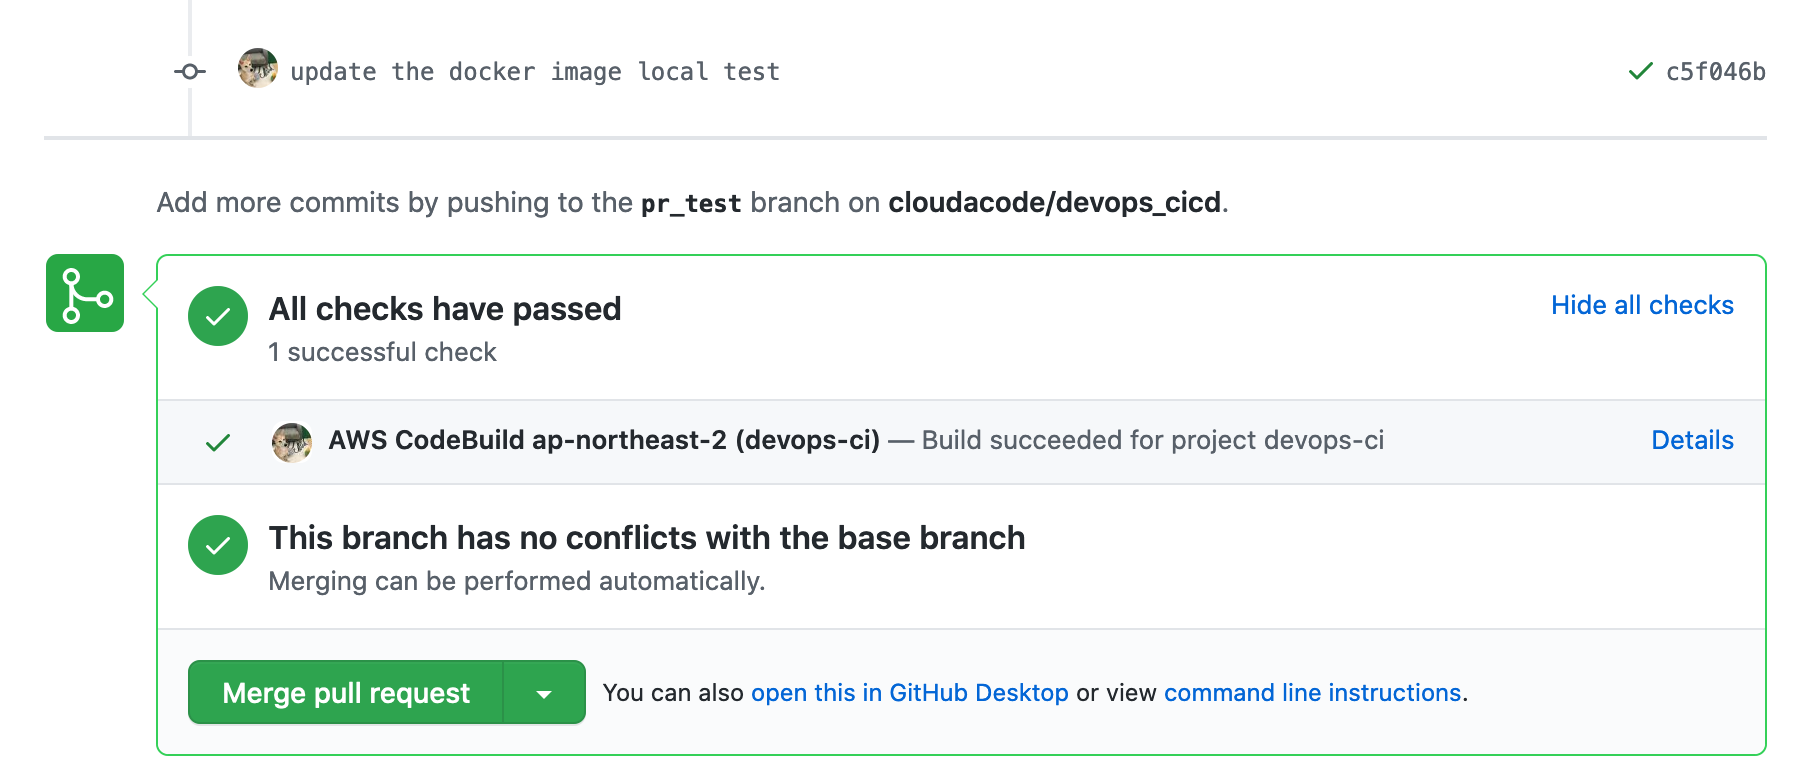 update the docker image local test c5f046b
Add more commits by pushing to the pr_test branch on cloudacode/devops_cicd.
All checks have passed Hide all checks
1 successful check
AWS CodeBuild ap-northeast-2 (devops-ci) — Build succeeded for project devops-ci Details
This branch has no conflicts with the base branch
Merging can be performed automatically.
Merge pull request You can also open this in GitHub Desktop or view command line instructions.